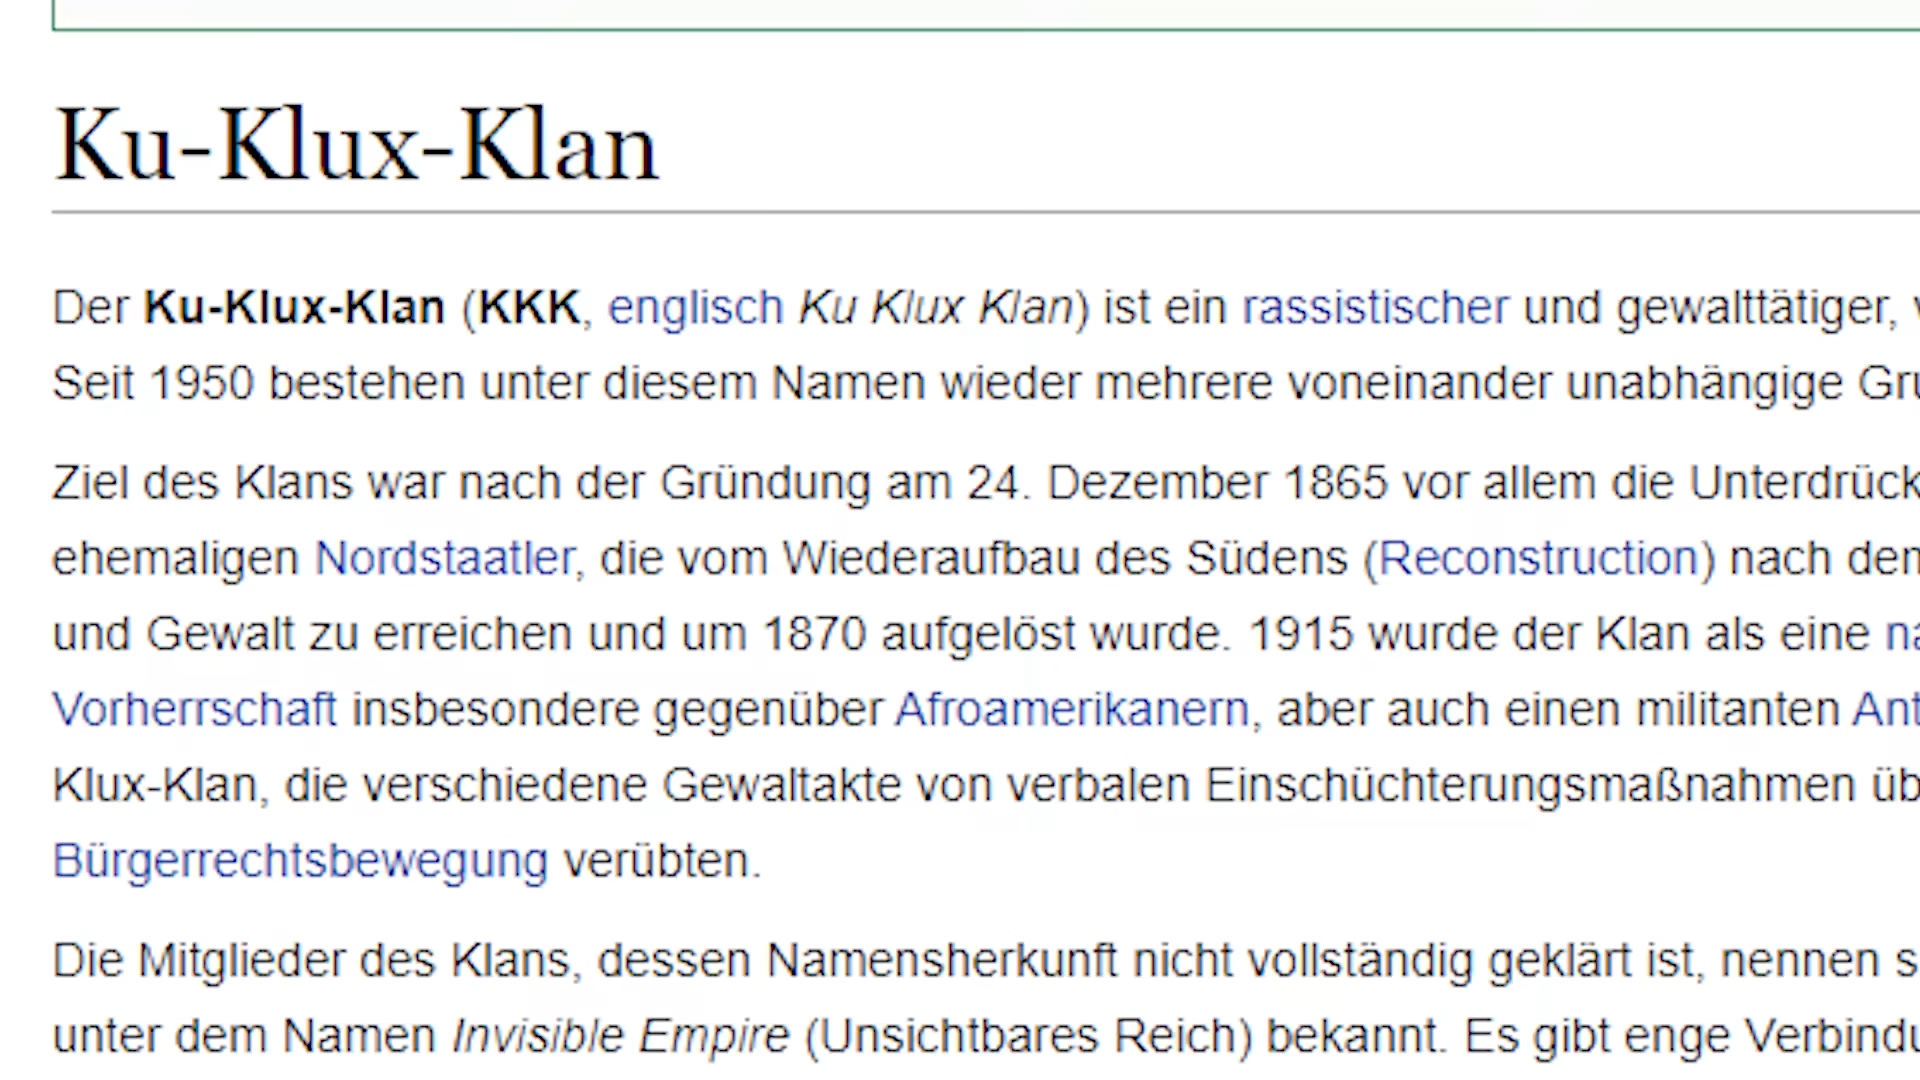 Ku-Klux-Klan
Der Ku-Klux-Klan (KKK, englisch Ku Klux Klan) ist ein rassistischer und gewalttätiger,
Seit 1950 bestehen unter diesem Namen wieder mehrere voneinander unabhängige
Ziel des Klans war nach der Gründung am 24. Dezember 1865 vor allem die
ehemaligen Nordstaatler, die vom Wiederaufbau des Südens (Reconstruction) nach
und Gewalt zu erreichen und um 1870 aufgelöst wurde. 1915 wurde der Klan als eine
Vorherrschaft insbesondere gegenüber Afroamerikanern, aber auch einen militanten
Klux-Klan, die verschiedene Gewaltakte von verbalen Einschüchterungsmaßnahmen
Bürgerrechtsbewegung verübten.
Die Mitglieder des Klans, dessen Namensherkunft nicht vollständig geklärt ist, nennen
unter dem Namen Invisible Empire (Unsichtbares Reich) bekannt. Es gibt enge